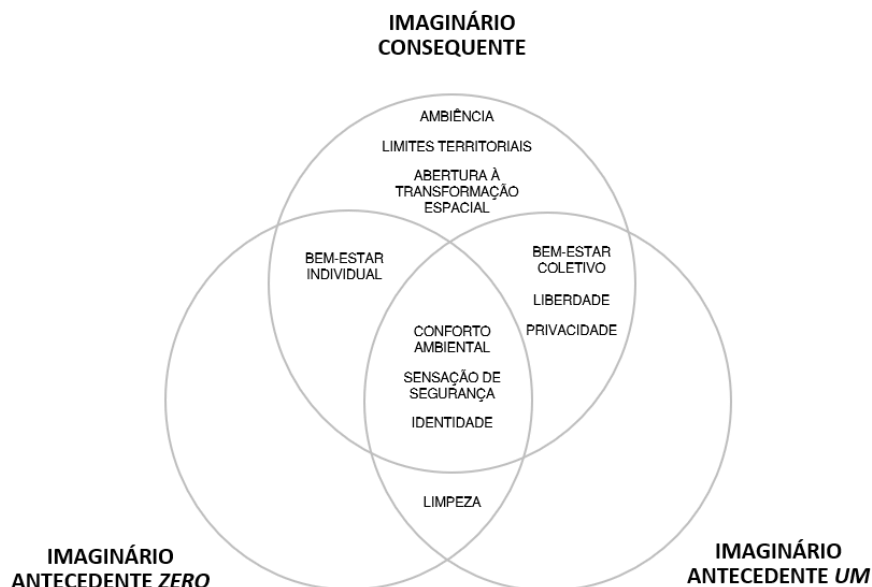 IMAGINÁRIO
CONSEQUENTE
AMBIÊNCIA
LIMITES TERRITORIAIS
ABERTURA À
TRANSFORMAÇÃO
ESPACIAL
BEM-ESTAR
INDIVIDUAL
BEM-ESTAR
COLETIVO
LIBERDADE
PRIVACIDADE
CONFORTO
AMBIENTAL
SENSAÇÃO DE
SEGURANÇA
IDENTIDADE
LIMPEZA
IMAGINÁRIO
ANTECEDENTE ZERO
IMAGINÁRIO
ANTECEDENTE UM